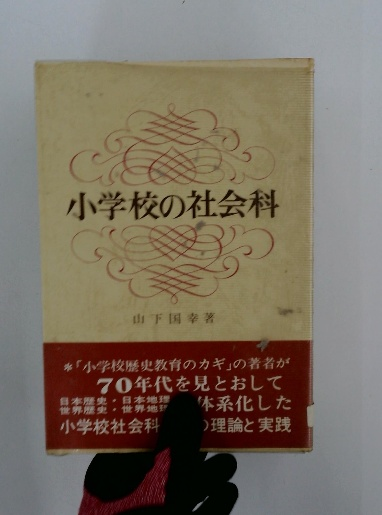 小学校の社会科
山下国幸著
*「小学校歴史教育のカギ」の著者が
70年代を見とおして
日本歴史・日本地理
世界歴史・世界地理
体系化した
小学校社会科 の理論と実践